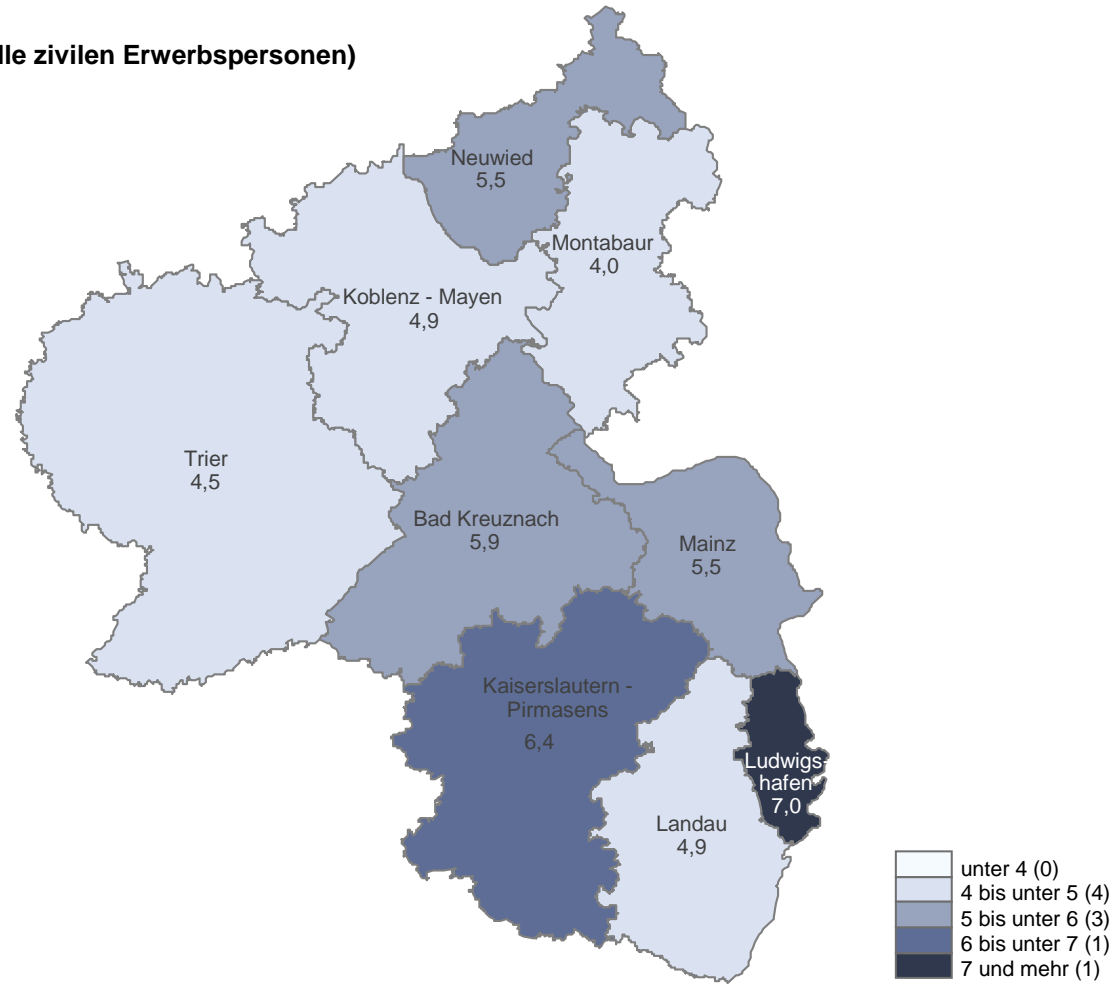 lle zivilen Erwerbspersonen)
Neuwied
5,5
Montabaur
4,0
Koblenz - Mayen
4,9
Trier
4,5
Bad Kreuznach
5,9
Mainz
5,5
Kaiserslautern -
Pirmasens
6,4
Ludwigs-
hafen
7,0
Landau
4,9
unter 4 (0)
4 bis unter 5 (4)
5 bis unter 6 (3)
6 bis unter 7 (1)
7 und mehr (1)